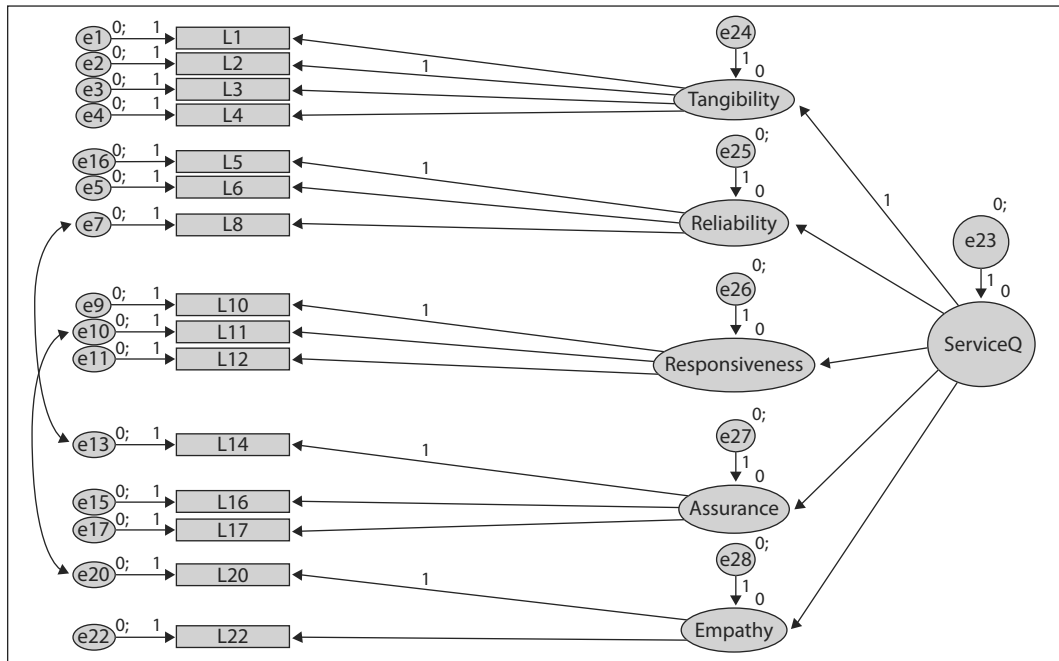 e1 0; 1 L1
e2 0; 1 L2
e3 0; 1 L3
e4 0; 1 L4
1
e24 0;
1 0
Tangibility
e16 0; 1 L5
e5 0; 1 L6
e7 0; 1 L8
1
e25 0;
1 0
Reliability
e9 0; 1 L10
e10 0; 1 L11
e11 0; 1 L12
1
e26 0;
1 0
Responsiveness
e13 0; 1 L14
e15 0; 1 L16
e17 0; 1 L17
1
e27 0;
1 0
Assurance
e20 0; 1 L20
e22 0; 1 L22
1
e28 0;
1 0
Empathy
1
e23 0;
1 0
ServiceQ